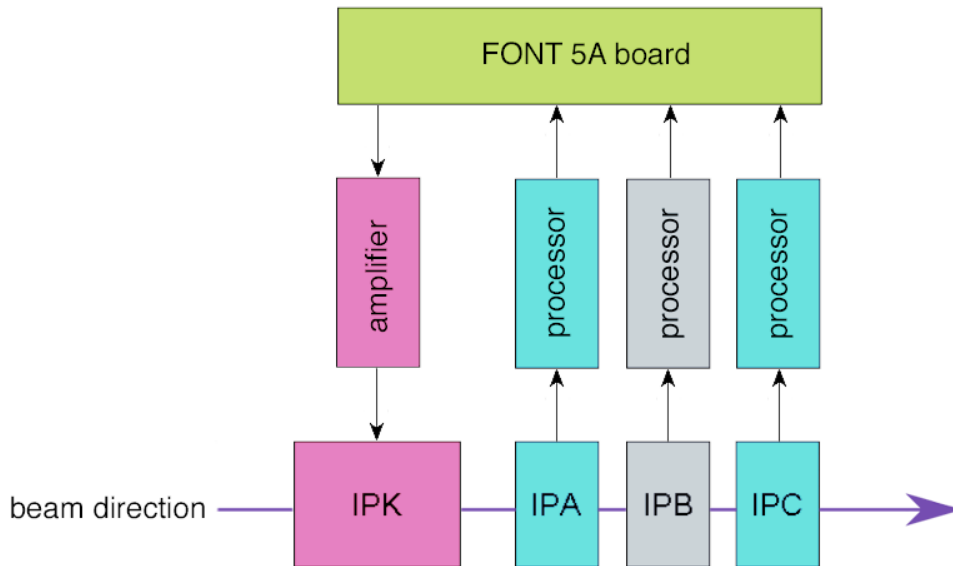 FONT 5A board
amplifier
processor
processor
processor
beam direction
IPK
IPA
IPB
IPC